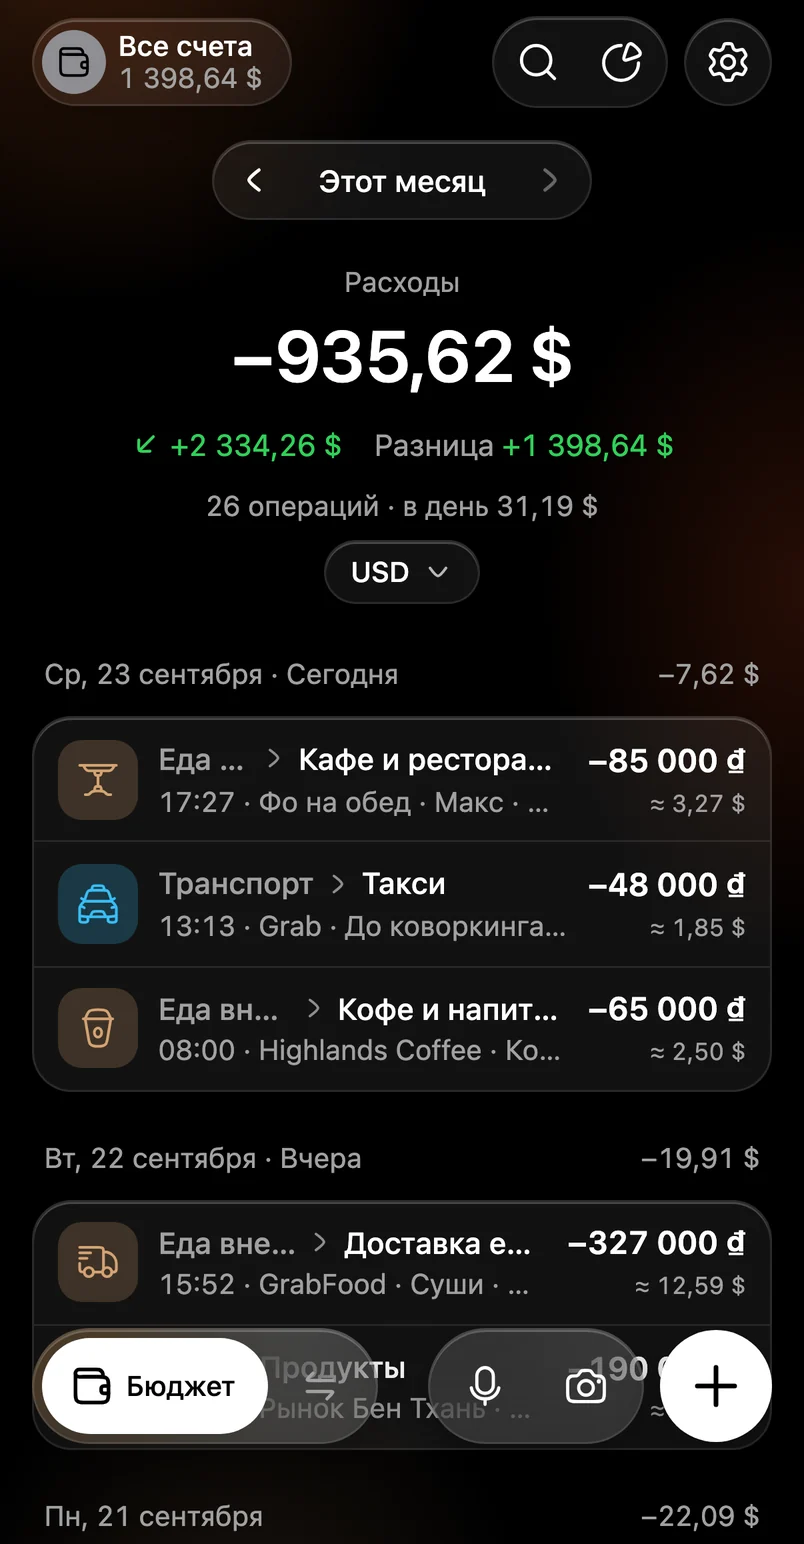 Все счета
1 398,64 $
Этот месяц
Расходы
−935,62 $
+2 334,26 $ Разница +1 398,64 $
26 операций · в день 31,19 $
USD
Ср, 23 сентября · Сегодня −7,62 $
Еда ... Кафе и рестора... −85 000 ₫
17:27 · Фо на обед · Макс · ... ≈ 3,27 $
Транспорт Такси −48 000 ₫
13:13 · Grab · До коворкинга... ≈ 1,85 $
Еда вн... Кофе и напит... −65 000 ₫
08:00 · Highlands Coffee · Ко... ≈ 2,50 $
Вт, 22 сентября · Вчера −19,91 $
Еда вне... Доставка е... −327 000 ₫
15:52 · GrabFood · Суши · ... ≈ 12,59 $
Продукты −190
Рынок Бен Тхань · ... ≈
Бюджет
Пн, 21 сентября −22,09 $